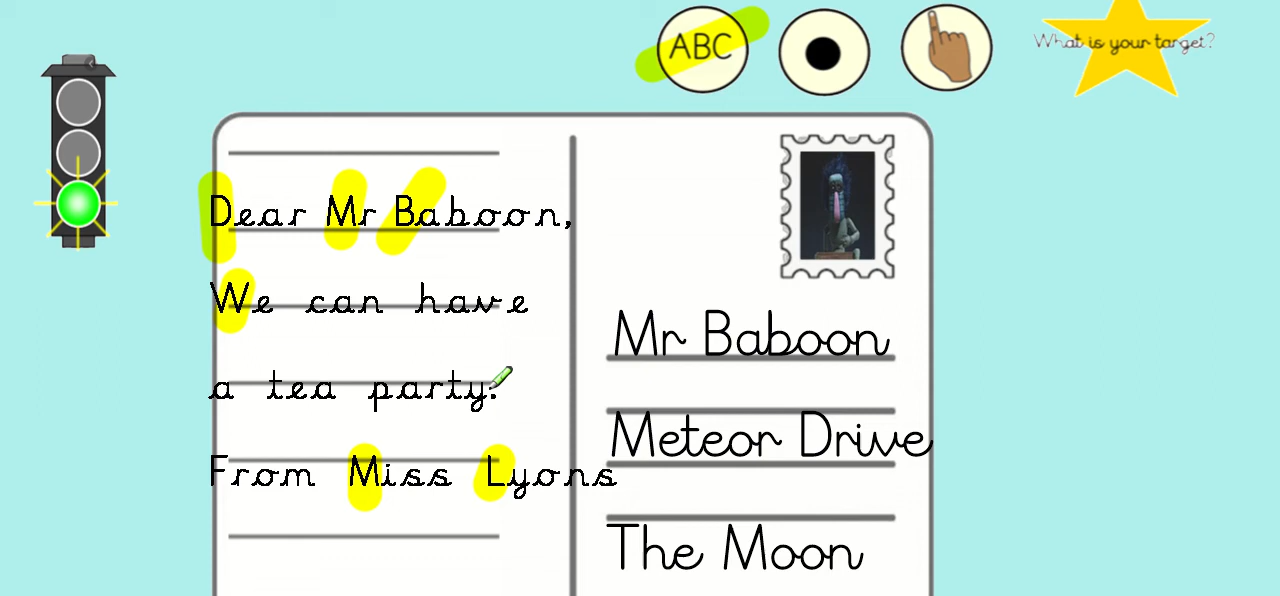 ABC
What is your target?
Dear Mr Baboon,
We can have
a tea party.
From Miss Lyons
Mr Baboon
Meteor Drive
The Moon